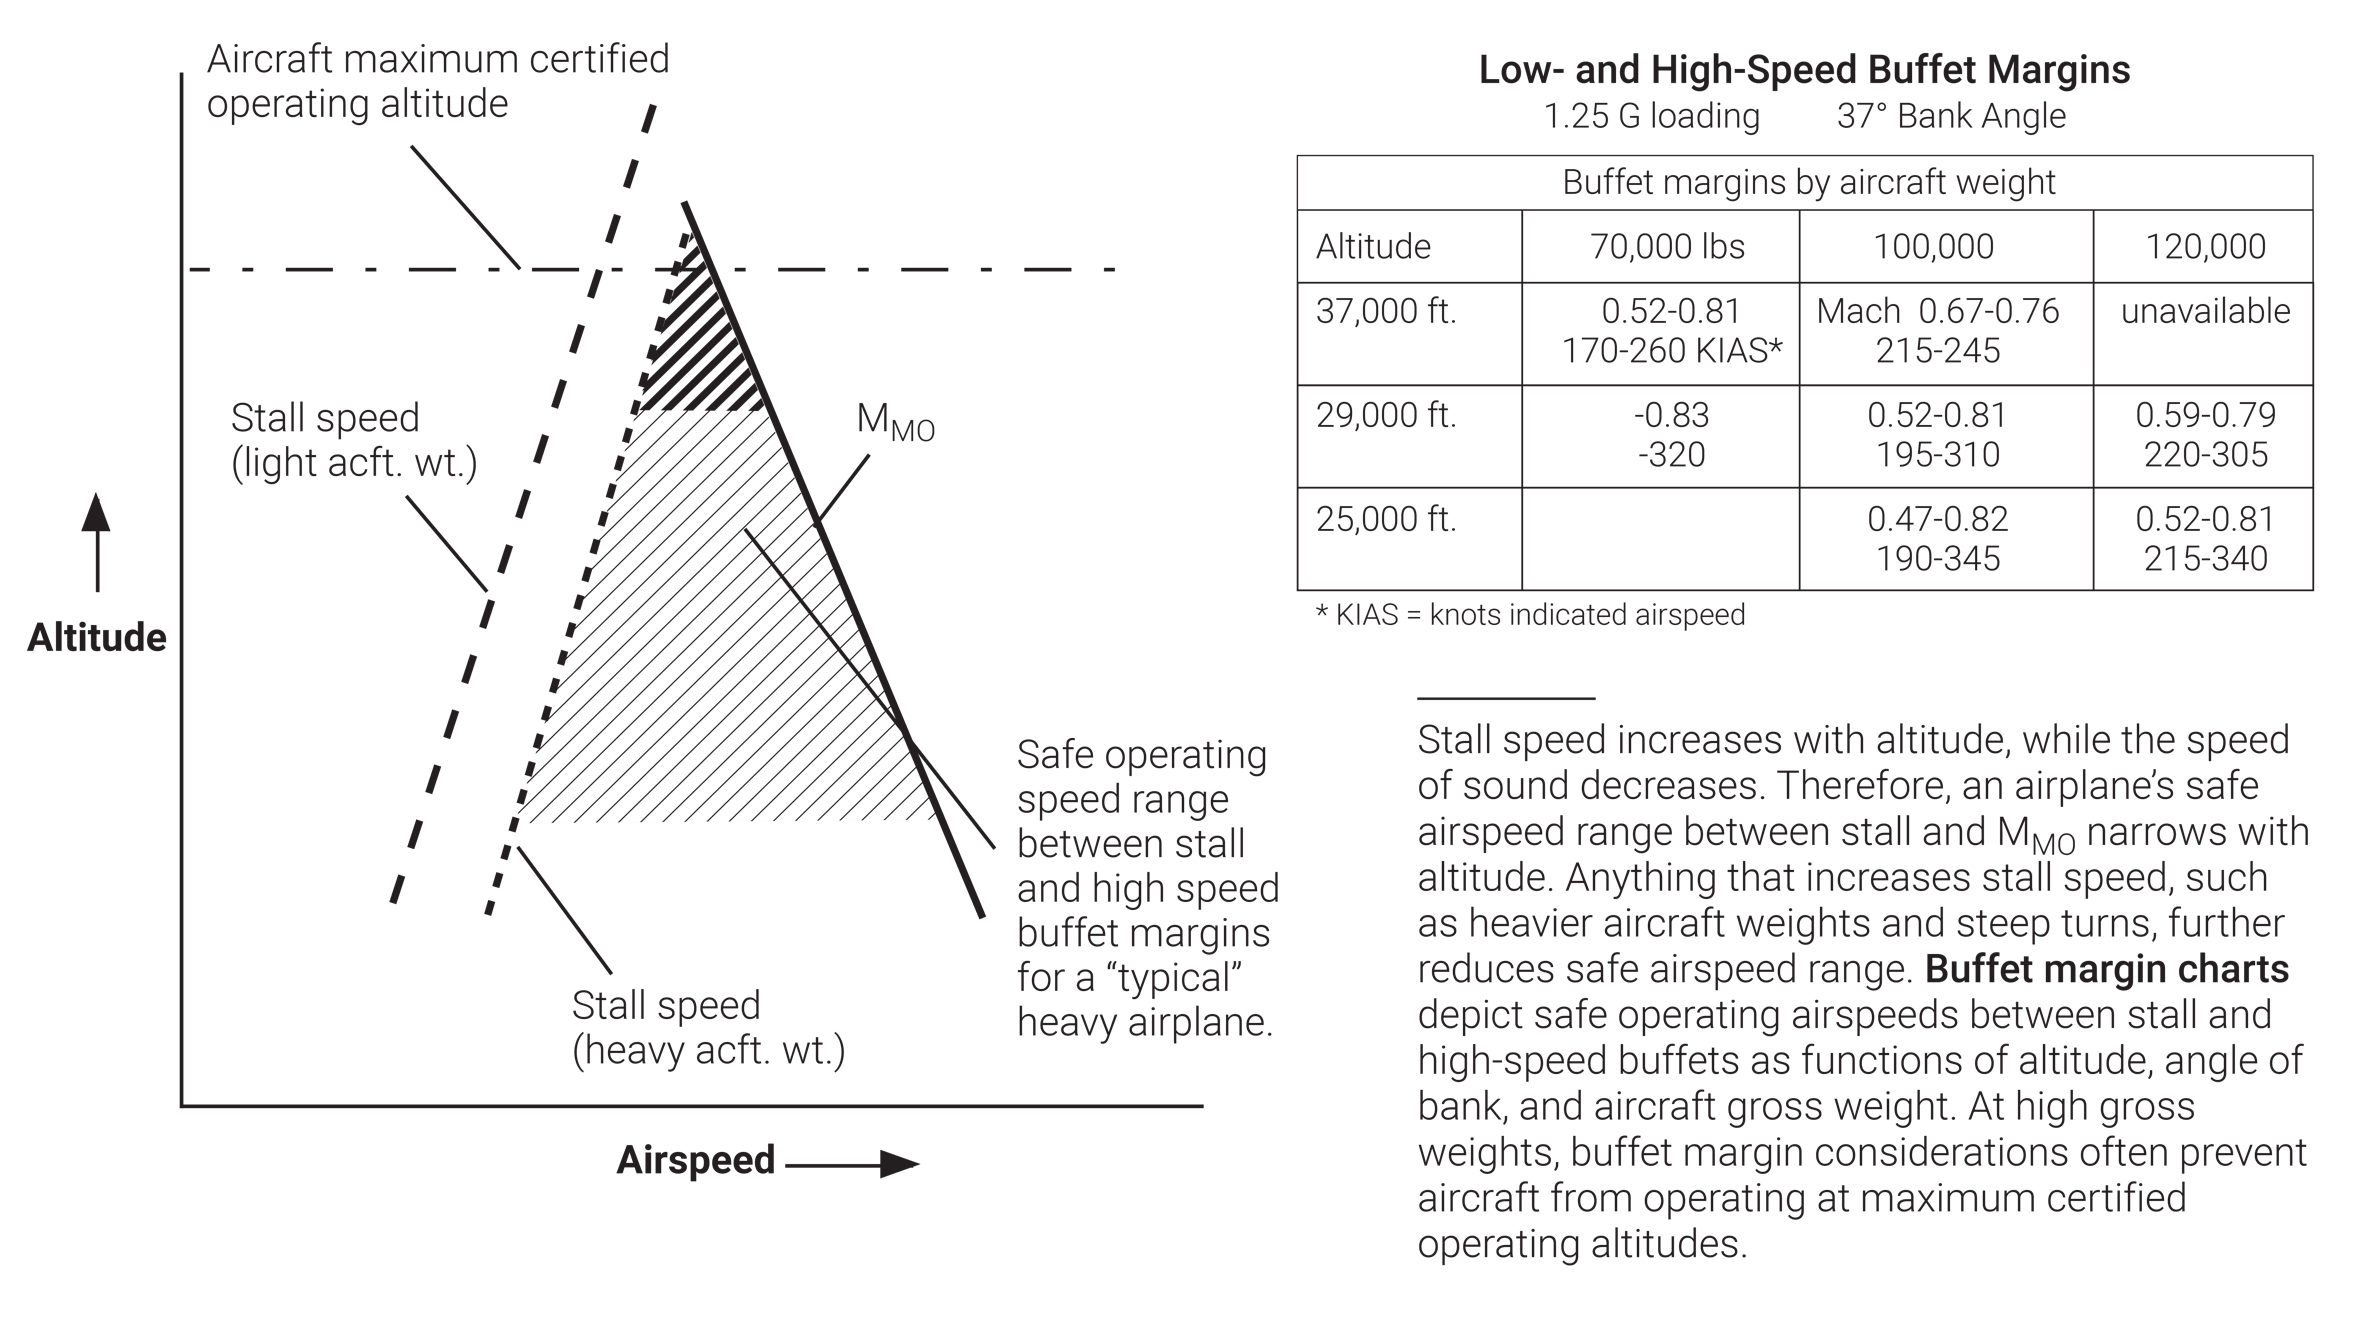 Aircraft maximum certified
operating altitude
Stall speed
(light acft. wt.)
MMO
Altitude
Safe operating
speed range
between stall
and high speed
buffet margins
for a “typical”
heavy airplane.
Stall speed
(heavy acft. wt.)
Airspeed
Low- and High-Speed Buffet Margins
1.25 G loading 37° Bank Angle
Buffet margins by aircraft weight
Altitude 70,000 lbs 100,000 120,000
37,000 ft. 0.52-0.81 Mach 0.67-0.76 unavailable
170-260 KIAS* 215-245
29,000 ft. -0.83 0.52-0.81 0.59-0.79
-320 195-310 220-305
25,000 ft. 0.47-0.82 0.52-0.81
190-345 215-340
* KIAS = knots indicated airspeed
Stall speed increases with altitude, while the speed
of sound decreases. Therefore, an airplane’s safe
airspeed range between stall and MMO narrows with
altitude. Anything that increases stall speed, such
as heavier aircraft weights and steep turns, further
reduces safe airspeed range. Buffet margin charts
depict safe operating airspeeds between stall and
high-speed buffets as functions of altitude, angle of
bank, and aircraft gross weight. At high gross
weights, buffet margin considerations often prevent
aircraft from operating at maximum certified
operating altitudes.